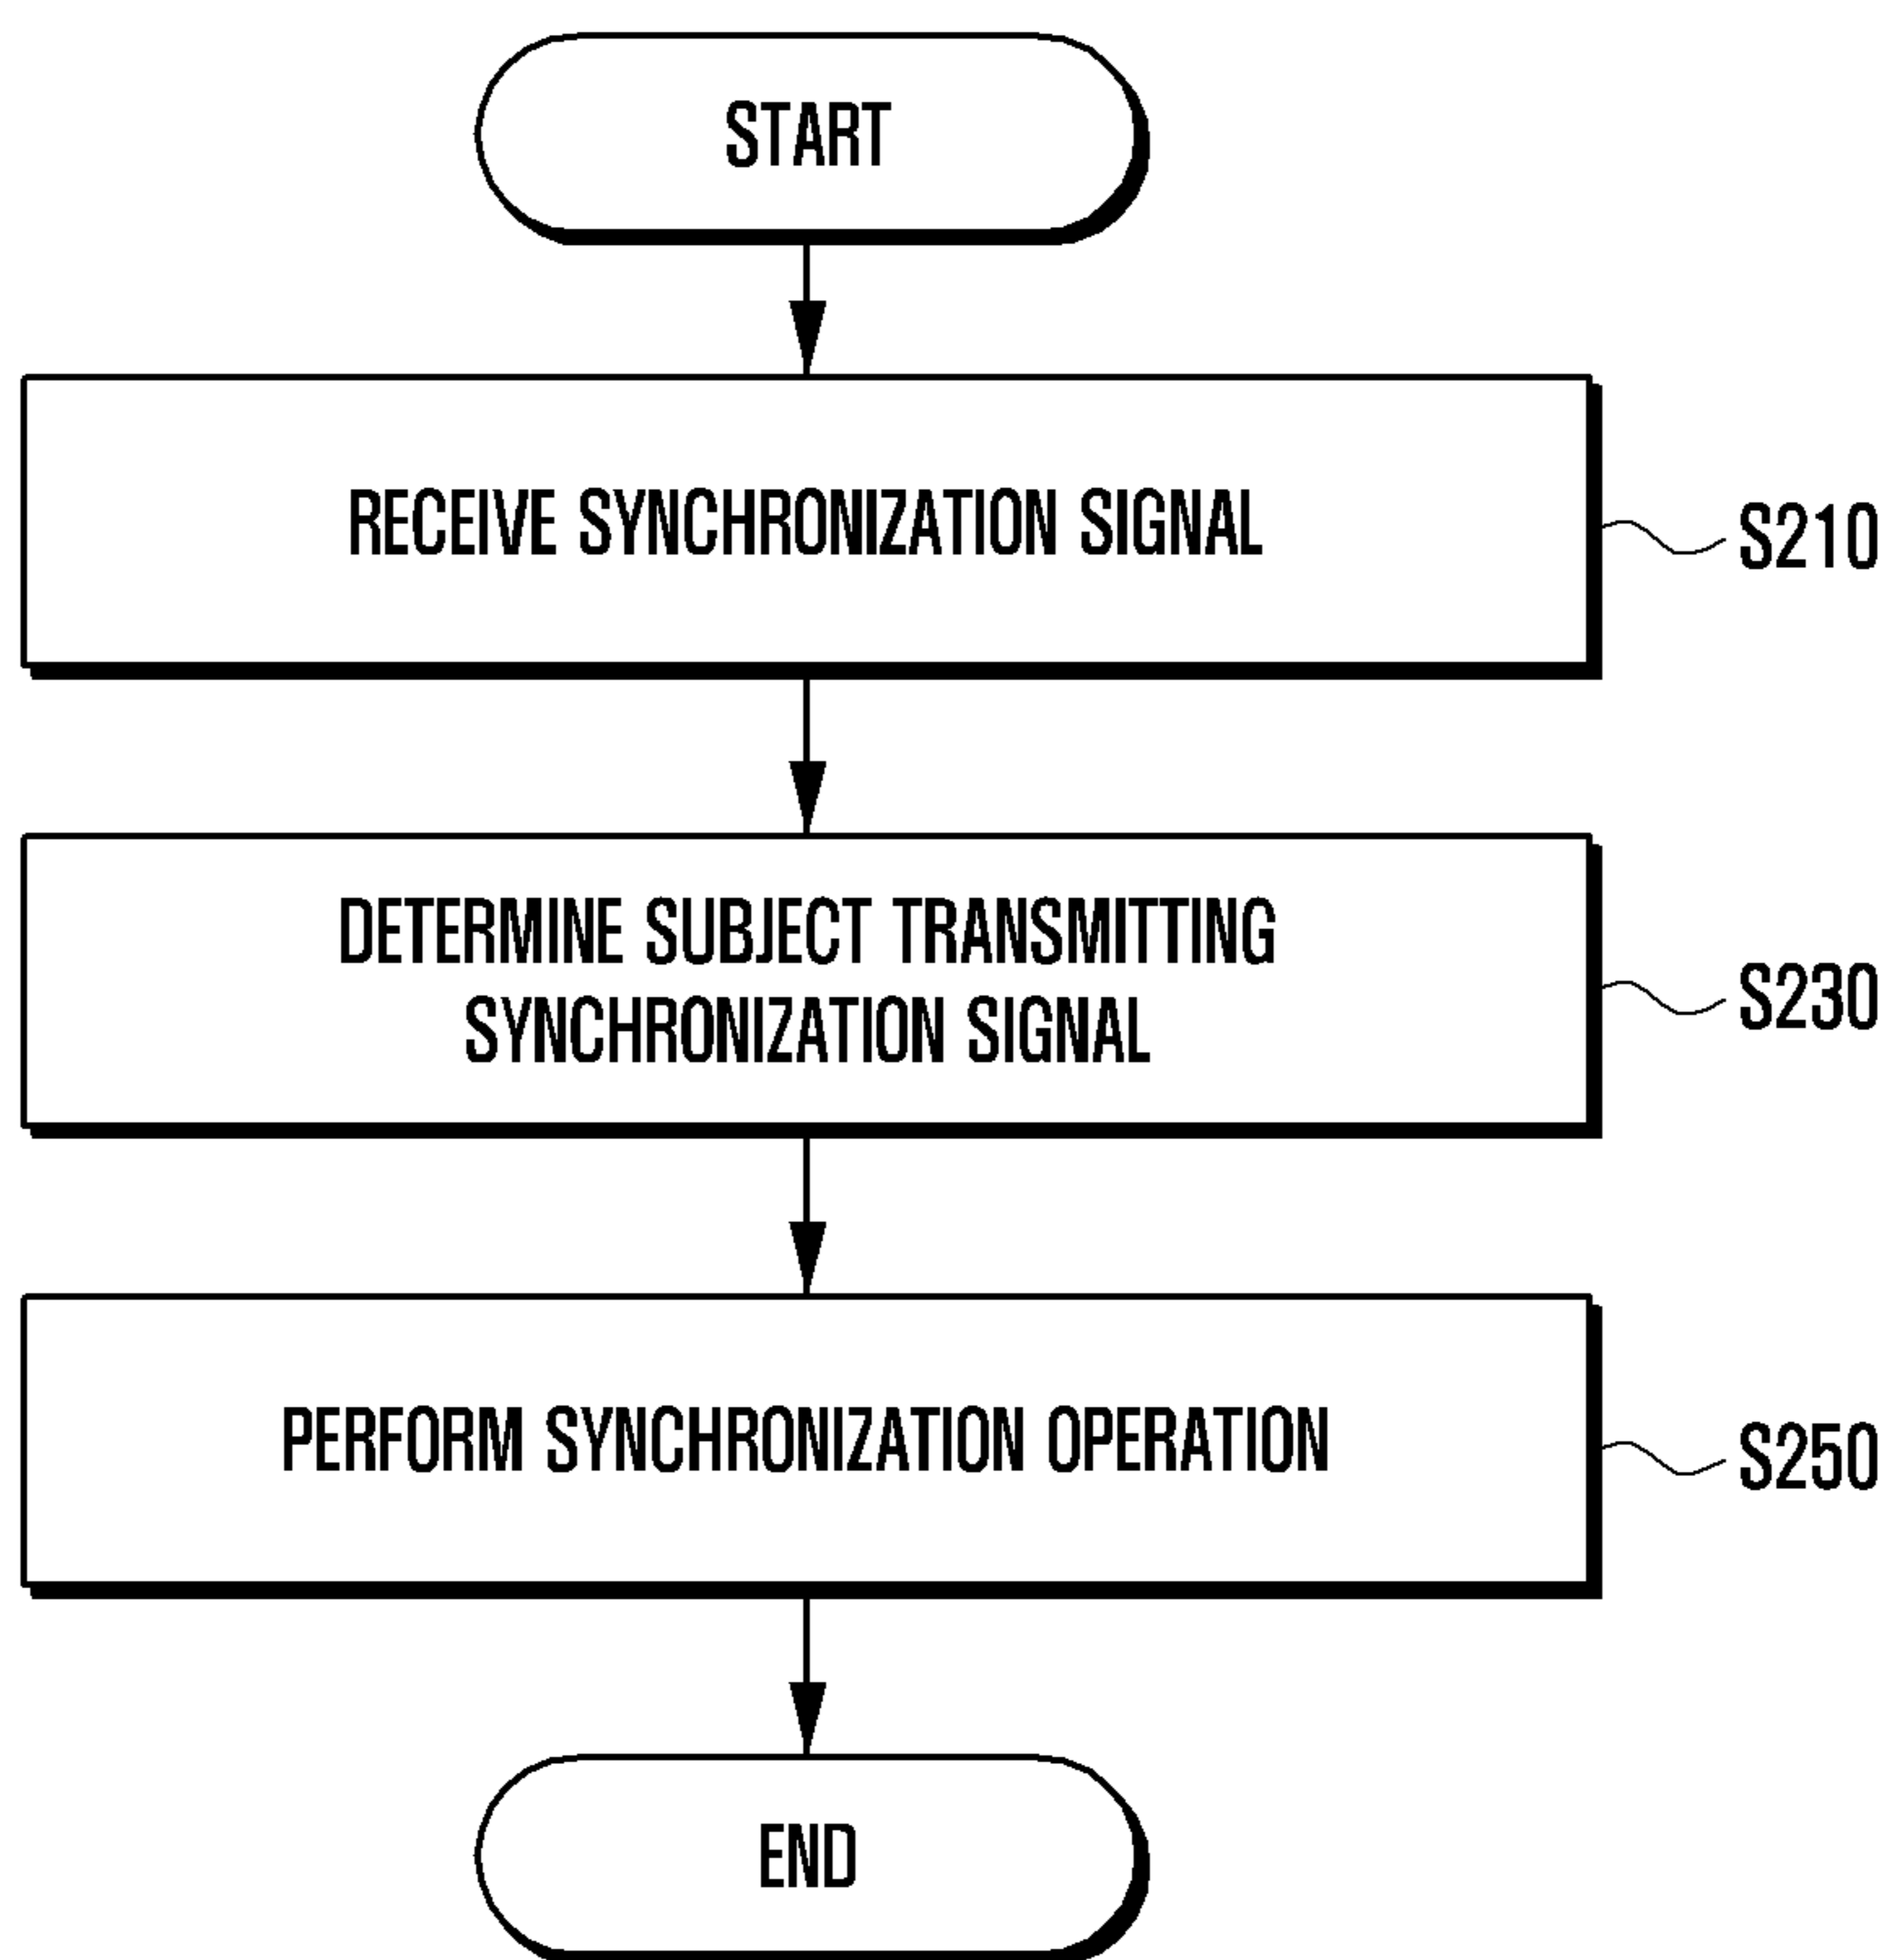 START
RECEIVE SYNCHRONIZATION SIGNAL
S210
DETERMINE SUBJECT TRANSMITTING
SYNCHRONIZATION SIGNAL
S230
PERFORM SYNCHRONIZATION OPERATION
S250
END